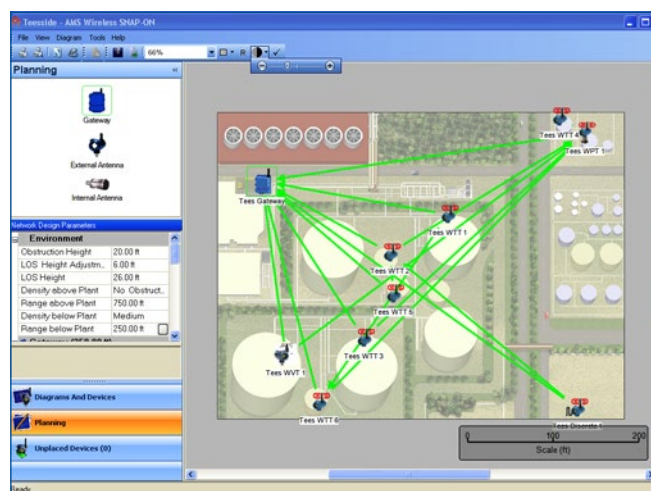 Teesside - AMS Wireless SNAP-ON
File View Diagram Tools Help
66%
Planning
Gateway
External Antenna
Internal Antenna
Network Design Parameters
Environment
Obstruction Height 20.00 ft
LOS Height Adjustm.. 6.00 ft
LOS Height 26.00 ft
Density above Plant No Obstruct..
Range above Plant 750.00 ft
Density below Plant Medium
Range below Plant 250.00 ft
Diagrams And Devices
Planning
Unplaced Devices (0)
Ready
Tees WTT 4
Tees WPT 1
Tees Gateway
Tees WTT 1
Tees WTT 2
Tees WTT 5
Tees WTT 3
Tees WVT 1
Tees WTT 6
Tees Discrete 1
0 100 200
Scale (ft)